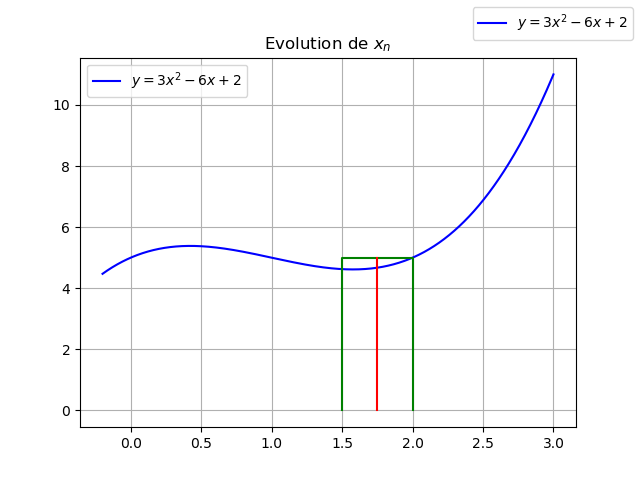 y = 3x² − 6x + 2
Evolution de xₙ
y = 3x² − 6x + 2
10
8
6
4
2
0
0.0 0.5 1.0 1.5 2.0 2.5 3.0